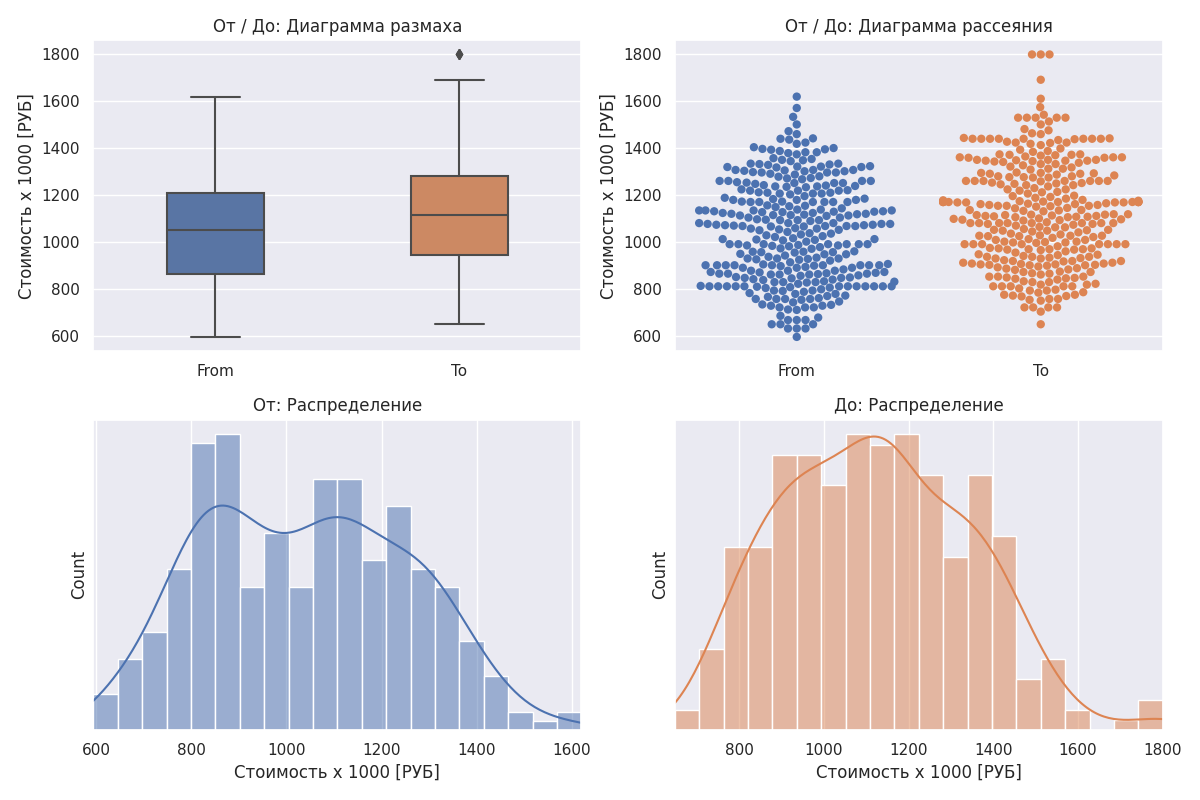 От / До: Диаграмма размаха
1800
1600
1400
1200
1000
800
600
Стоимость x 1000 [РУБ]
From To
От / До: Диаграмма рассеяния
1800
1600
1400
1200
1000
800
600
Стоимость x 1000 [РУБ]
From To
От: Распределение
Count
600 800 1000 1200 1400 1600
Стоимость x 1000 [РУБ]
До: Распределение
Count
800 1000 1200 1400 1600 1800
Стоимость x 1000 [РУБ]